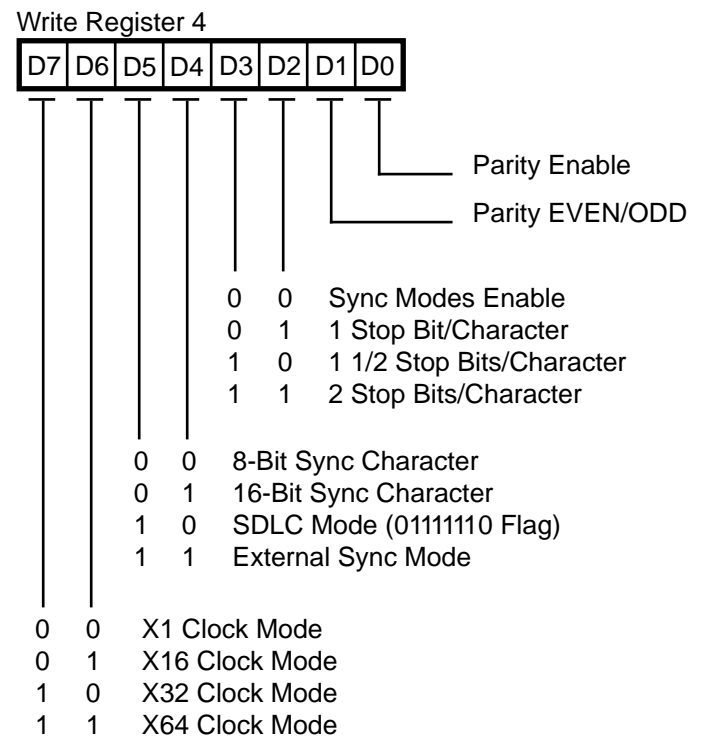 Write Register 4
D7 D6 D5 D4 D3 D2 D1 D0
Parity Enable
Parity EVEN/ODD
0 0 Sync Modes Enable
0 1 1 Stop Bit/Character
1 0 1 1/2 Stop Bits/Character
1 1 2 Stop Bits/Character
0 0 8-Bit Sync Character
0 1 16-Bit Sync Character
1 0 SDLC Mode (01111110 Flag)
1 1 External Sync Mode
0 0 X1 Clock Mode
0 1 X16 Clock Mode
1 0 X32 Clock Mode
1 1 X64 Clock Mode